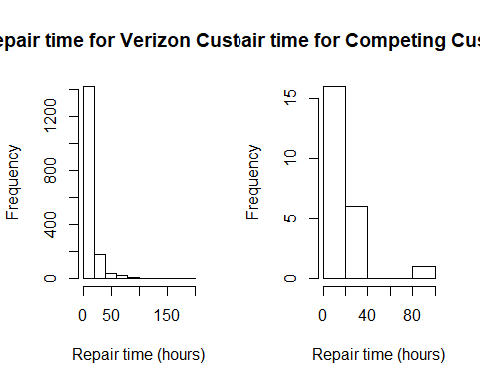 epair time for Verizon Cust
air time for Competing Cus
Frequency
1200
800
400
0
0 50 150
Repair time (hours)
Frequency
15
10
5
0
0 40 80
Repair time (hours)